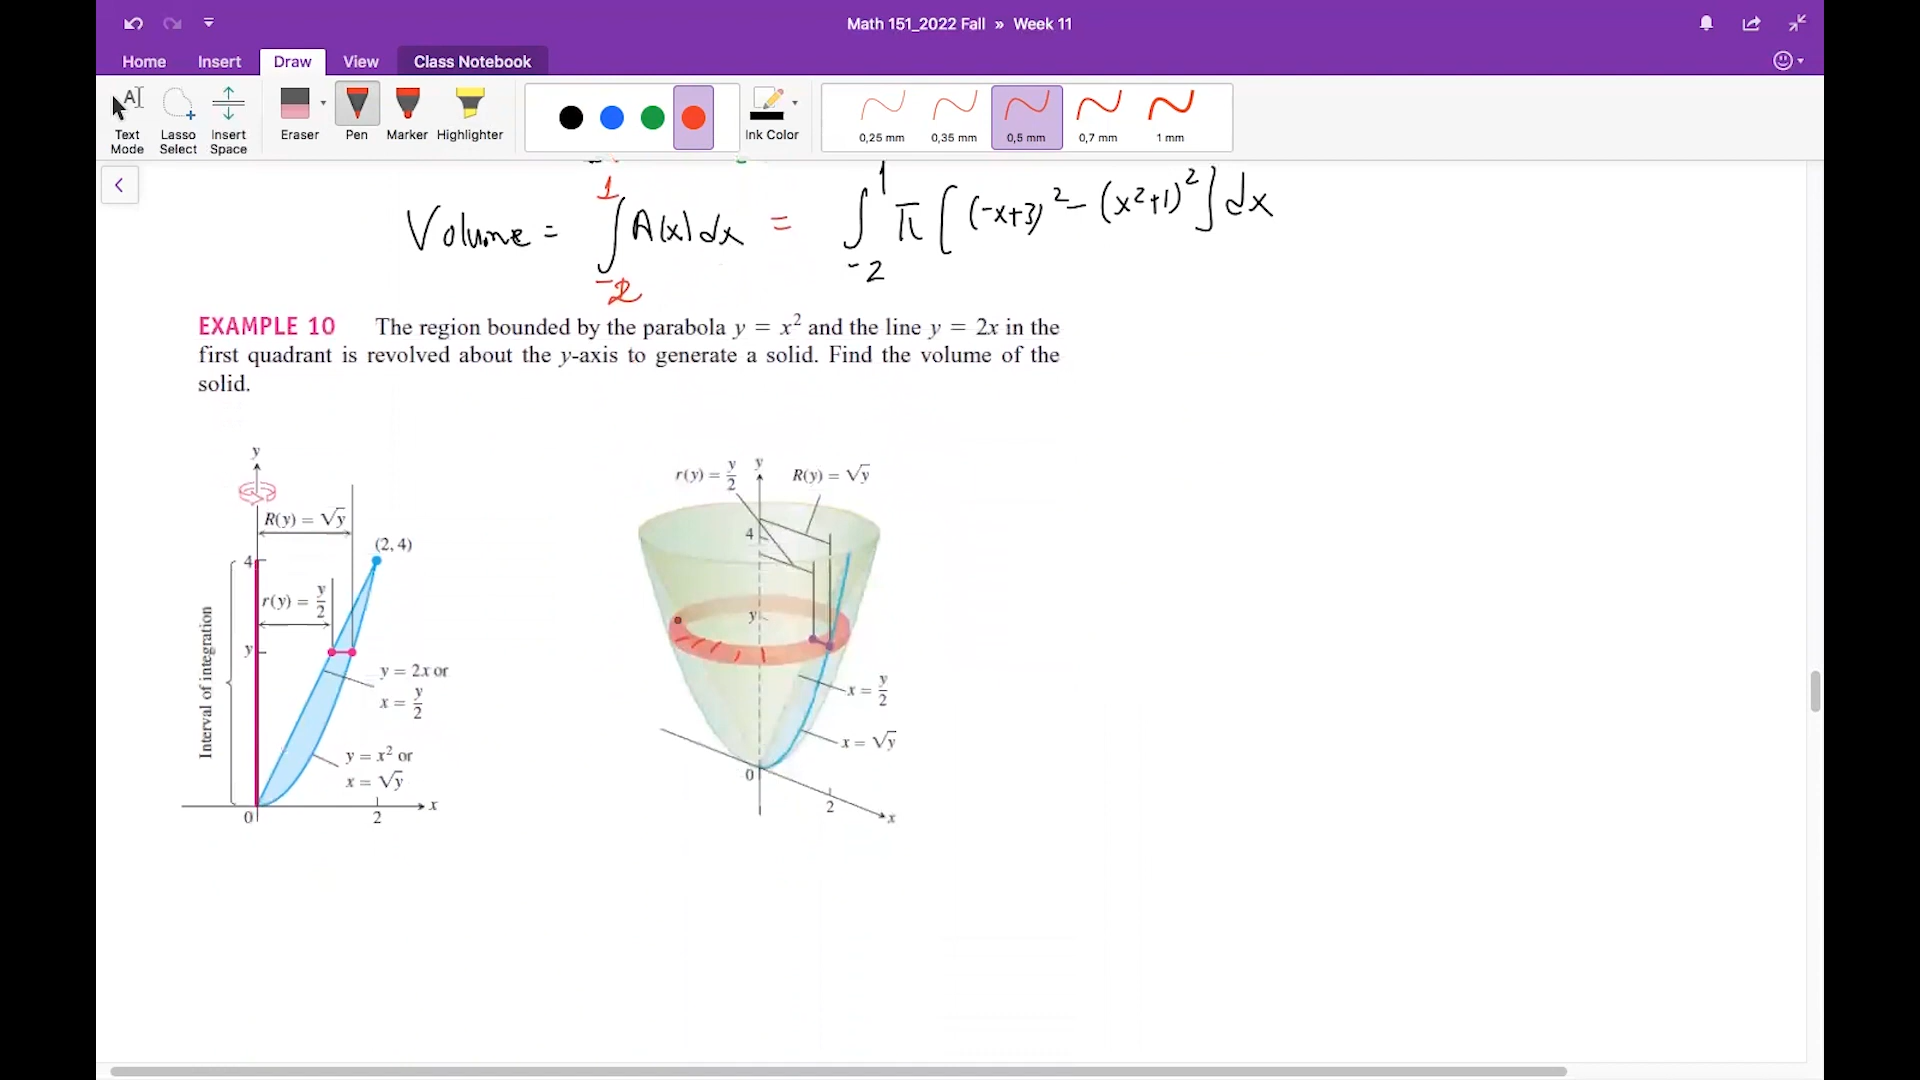 Math 151_2022 Fall » Week 11
Home Insert Draw View Class Notebook
Text Mode
Lasso Select
Insert Space
Eraser
Pen
Marker
Highlighter
Ink Color
0,25 mm
0,35 mm
0,5 mm
0,7 mm
1 mm
Volume = ∫_{-2}^{1} A(x) dx = ∫_{-2}^{1} π [(-x+3)² - (x²+1)²] dx
EXAMPLE 10 The region bounded by the parabola y = x² and the line y = 2x in the
first quadrant is revolved about the y-axis to generate a solid. Find the volume of the
solid.
y
R(y) = √y
(2, 4)
4
r(y) = y/2
y
Interval of integration
y = 2x or
x = y/2
y = x² or
x = √y
0
2
x
r(y) = y/2
y
R(y) = √y
4
y
x = y/2
x = √y
0
2
x